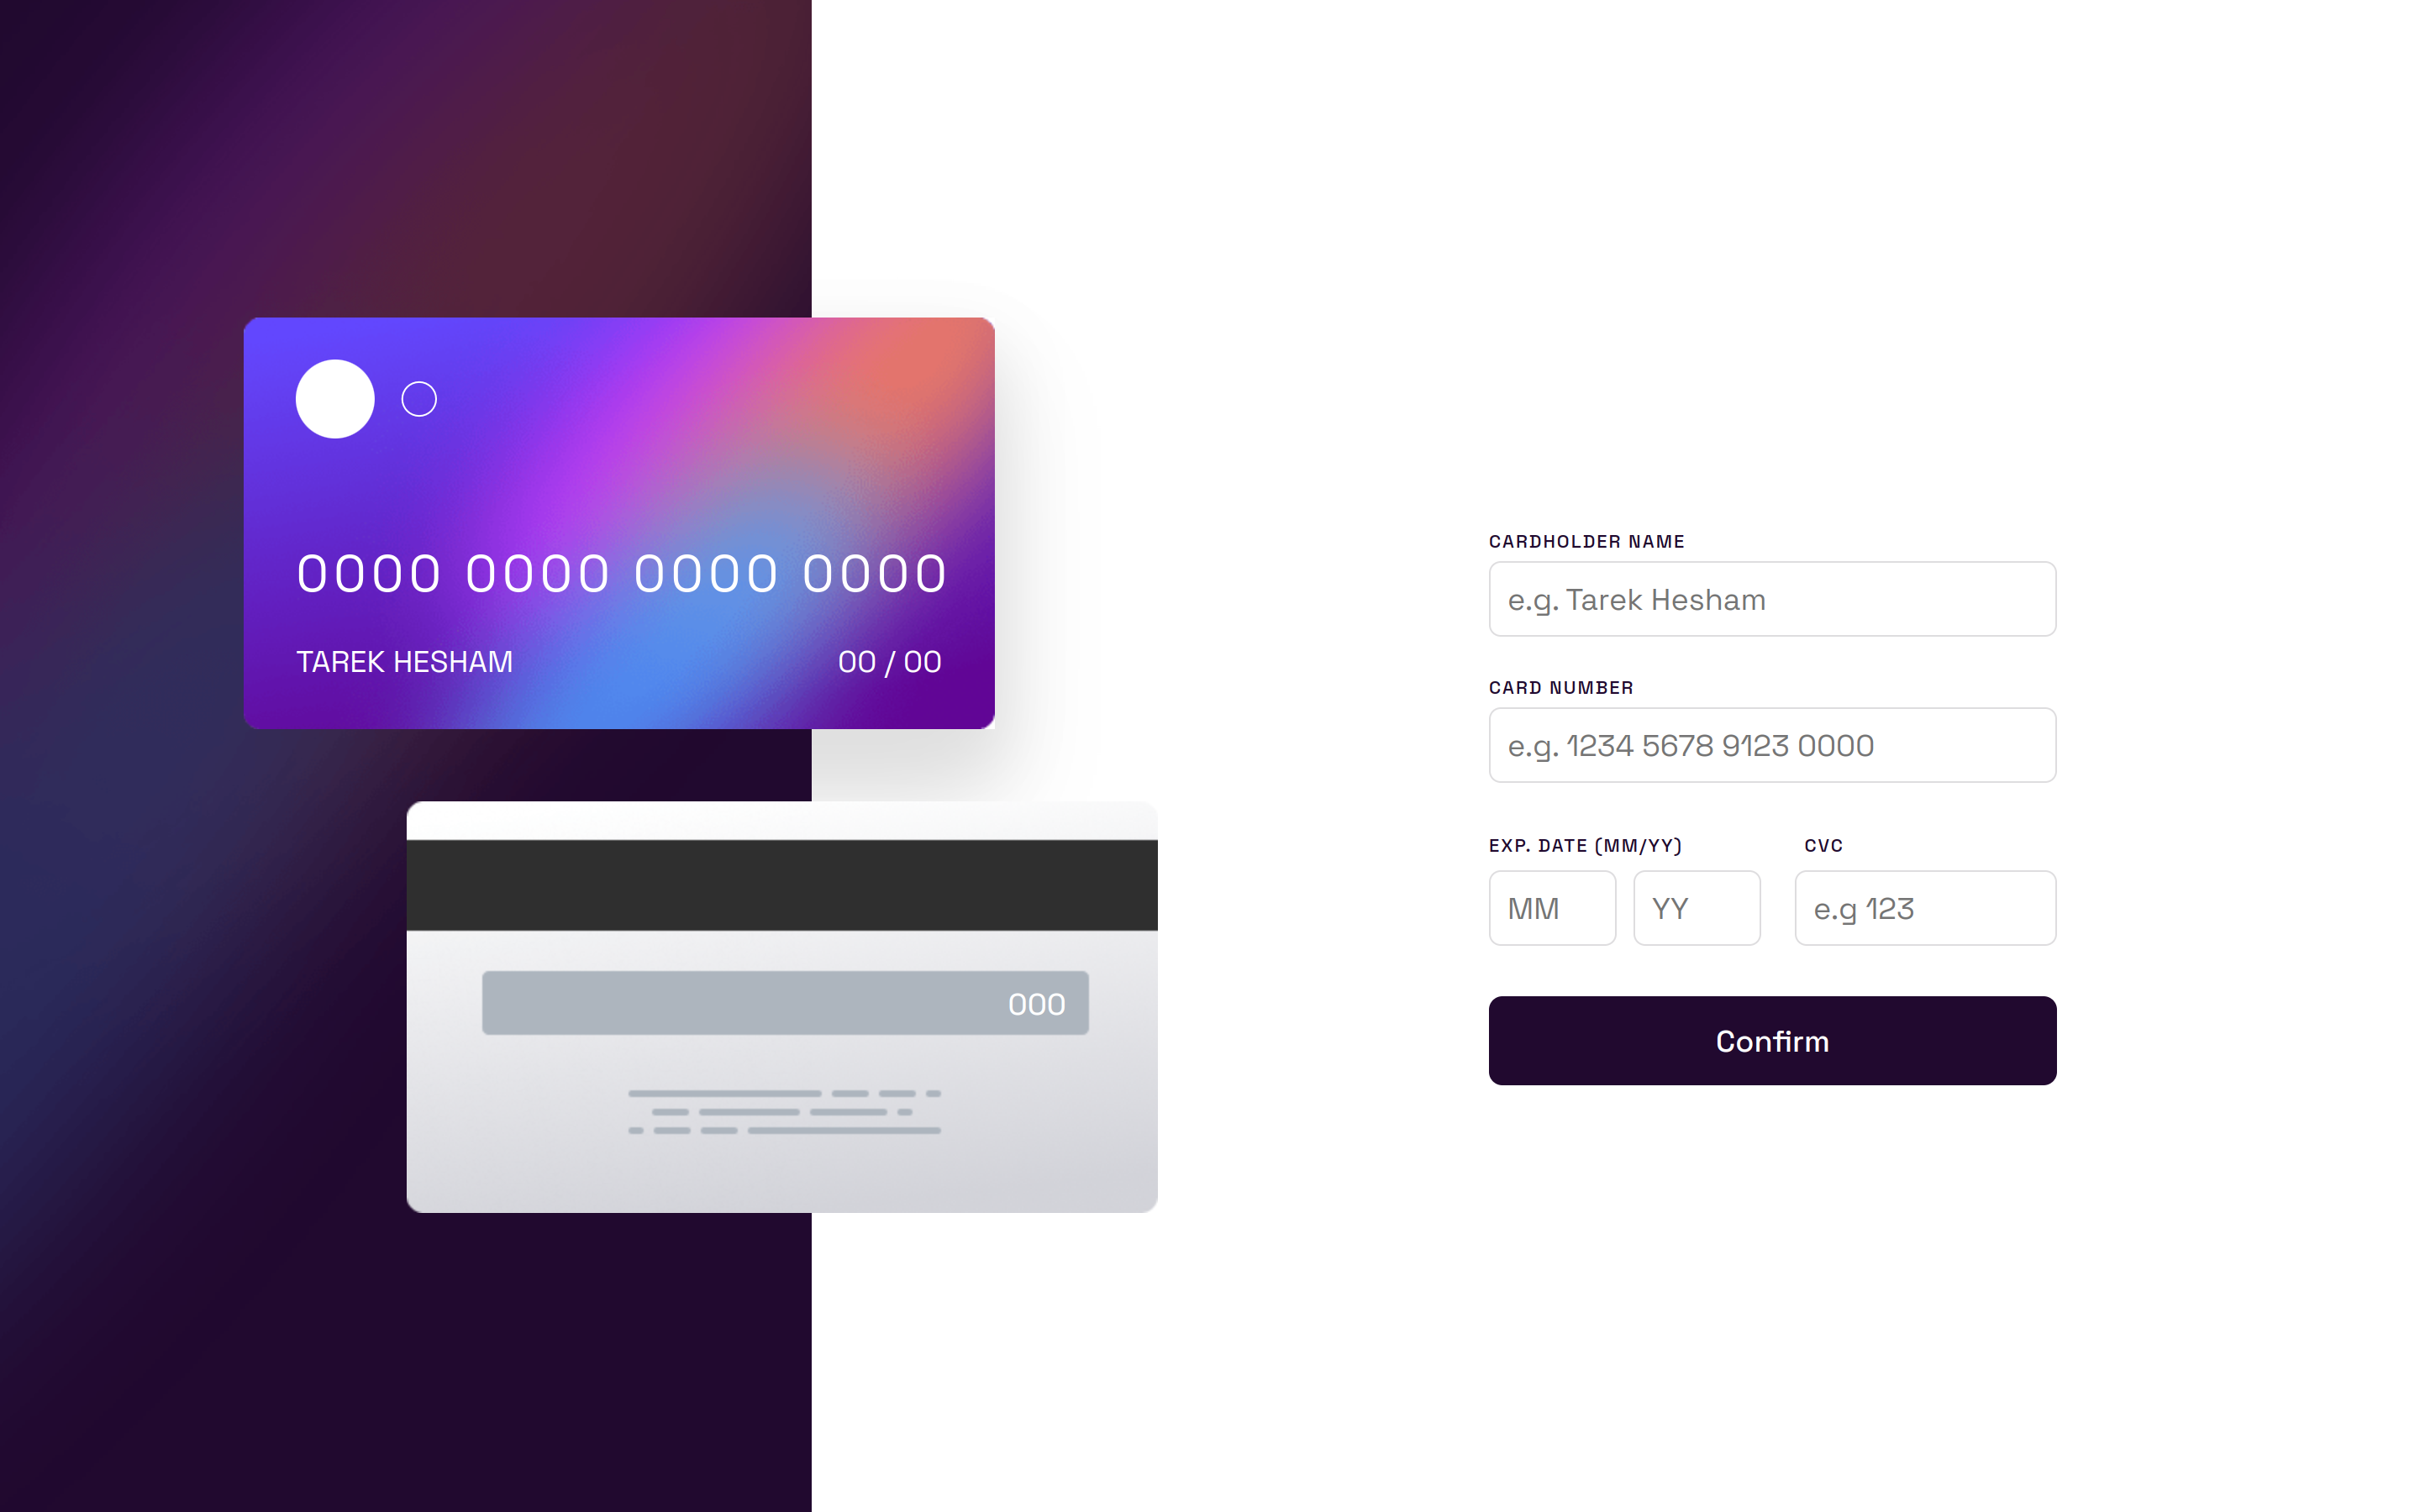 0000 0000 0000 0000
TAREK HESHAM 00 / 00
000
CARDHOLDER NAME
e.g. Tarek Hesham
CARD NUMBER
e.g. 1234 5678 9123 0000
EXP. DATE (MM/YY) CVC
MM YY e.g 123
Confirm